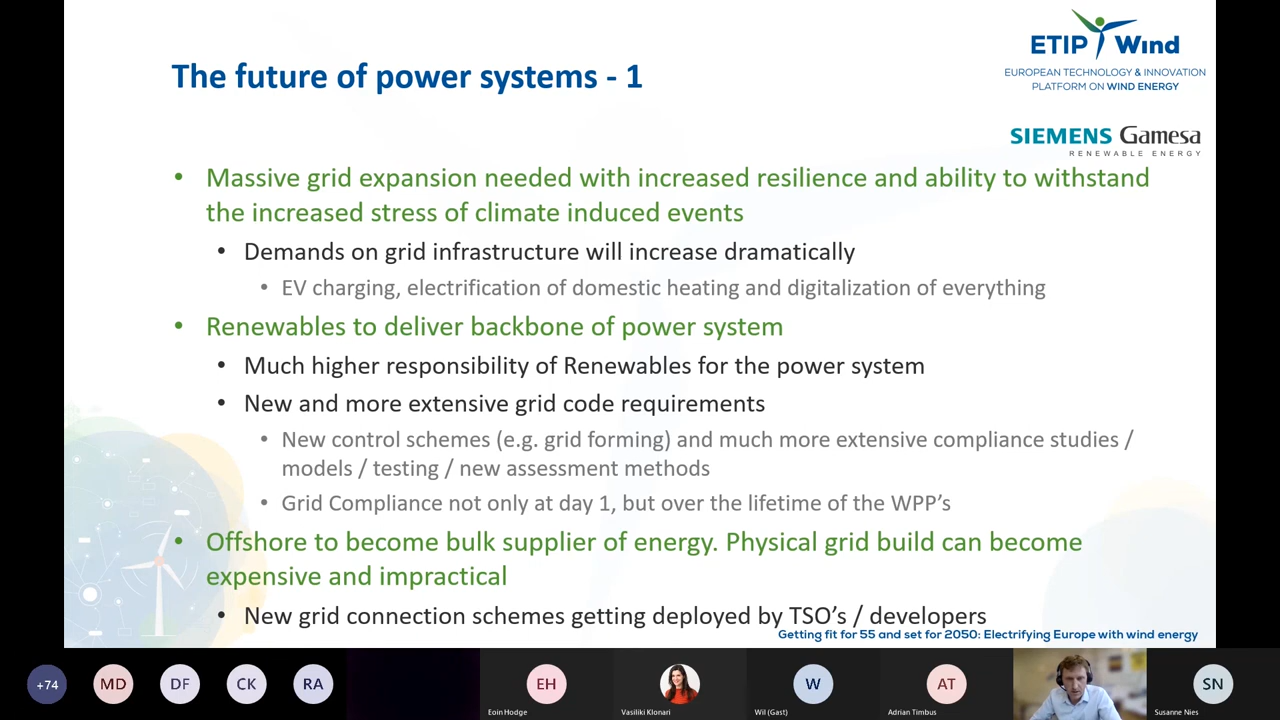 The future of power systems - 1
ETIP Wind
EUROPEAN TECHNOLOGY & INNOVATION
PLATFORM ON WIND ENERGY
SIEMENS Gamesa
RENEWABLE ENERGY
• Massive grid expansion needed with increased resilience and ability to withstand
the increased stress of climate induced events
• Demands on grid infrastructure will increase dramatically
• EV charging, electrification of domestic heating and digitalization of everything
• Renewables to deliver backbone of power system
• Much higher responsibility of Renewables for the power system
• New and more extensive grid code requirements
• New control schemes (e.g. grid forming) and much more extensive compliance studies /
models / testing / new assessment methods
• Grid Compliance not only at day 1, but over the lifetime of the WPP’s
• Offshore to become bulk supplier of energy. Physical grid build can become
expensive and impractical
• New grid connection schemes getting deployed by TSO’s / developers
Getting fit for 55 and set for 2050: Electrifying Europe with wind energy
+74 MD DF CK RA EH W AT SN
Eoin Hodge Vasiliki Klonari Wil (Gast) Adrian Timbus Susanne Nies